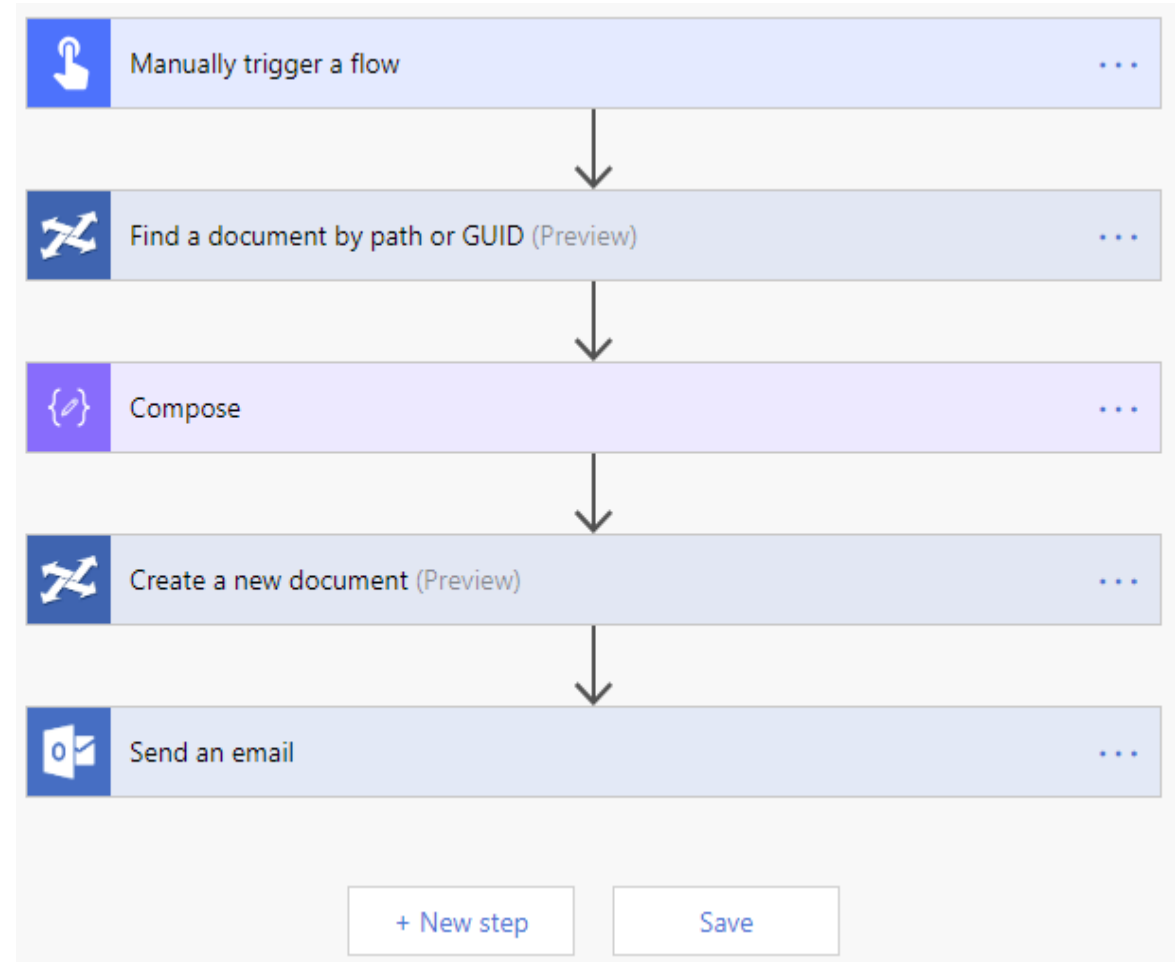 Manually trigger a flow
Find a document by path or GUID (Preview)
Compose
Create a new document (Preview)
Send an email
+ New step
Save